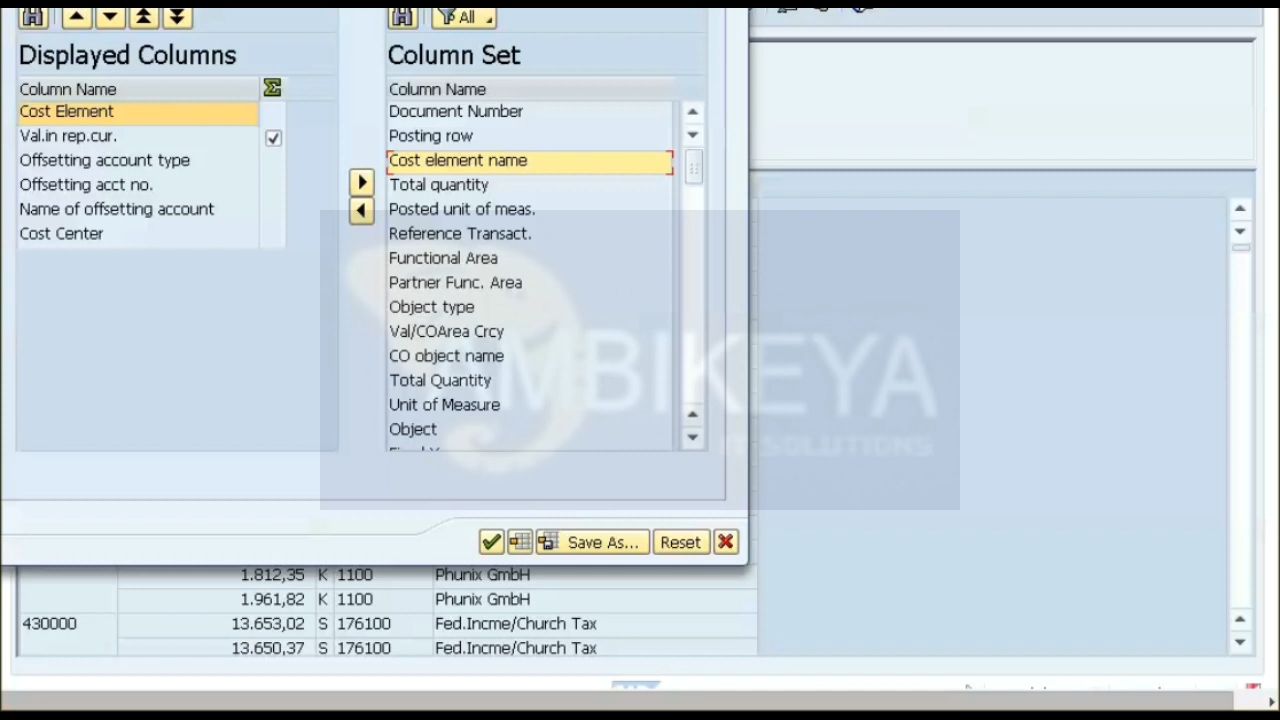 All
Displayed Columns
Column Name
Cost Element
Val.in rep.cur.
Offsetting account type
Offsetting acct no.
Name of offsetting account
Cost Center
Column Set
Column Name
Document Number
Posting row
Cost element name
Total quantity
Posted unit of meas.
Reference Transact.
Functional Area
Partner Func. Area
Object type
Val/COArea Crcy
CO object name
Total Quantity
Unit of Measure
Object
AMBIKEYA
IT SOLUTIONS
Save As...
Reset
1.812,35 K 1100 Phunix GmbH
1.961,82 K 1100 Phunix GmbH
430000 13.653,02 S 176100 Fed.Incme/Church Tax
13.650,37 S 176100 Fed.Incme/Church Tax